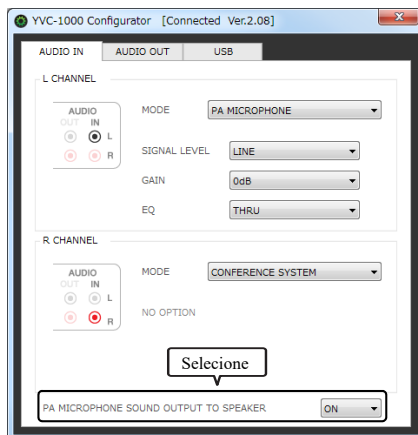 YVC-1000 Configurator [Connected Ver.2.08]
AUDIO IN AUDIO OUT USB
L CHANNEL
AUDIO
OUT IN
L
R
MODE PA MICROPHONE
SIGNAL LEVEL LINE
GAIN 0dB
EQ THRU
R CHANNEL
AUDIO
OUT IN
L
R
MODE CONFERENCE SYSTEM
NO OPTION
Selecione
PA MICROPHONE SOUND OUTPUT TO SPEAKER ON